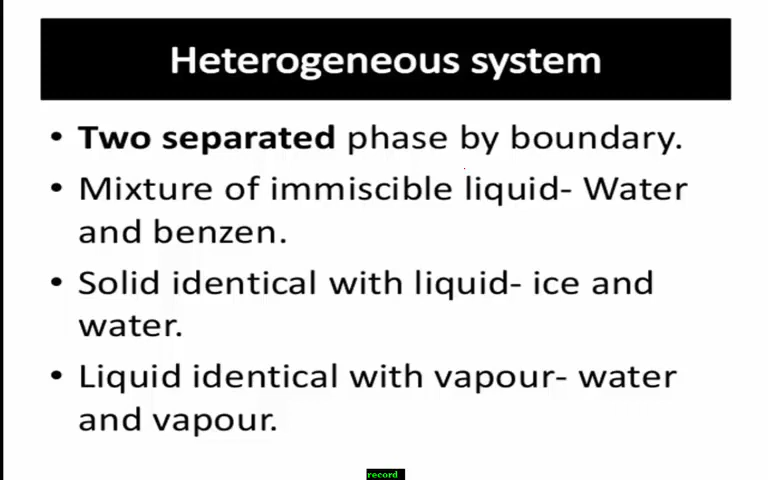 Heterogeneous system
• Two separated phase by boundary.
• Mixture of immiscible liquid- Water
and benzen.
• Solid identical with liquid- ice and
water.
• Liquid identical with vapour- water
and vapour.
record